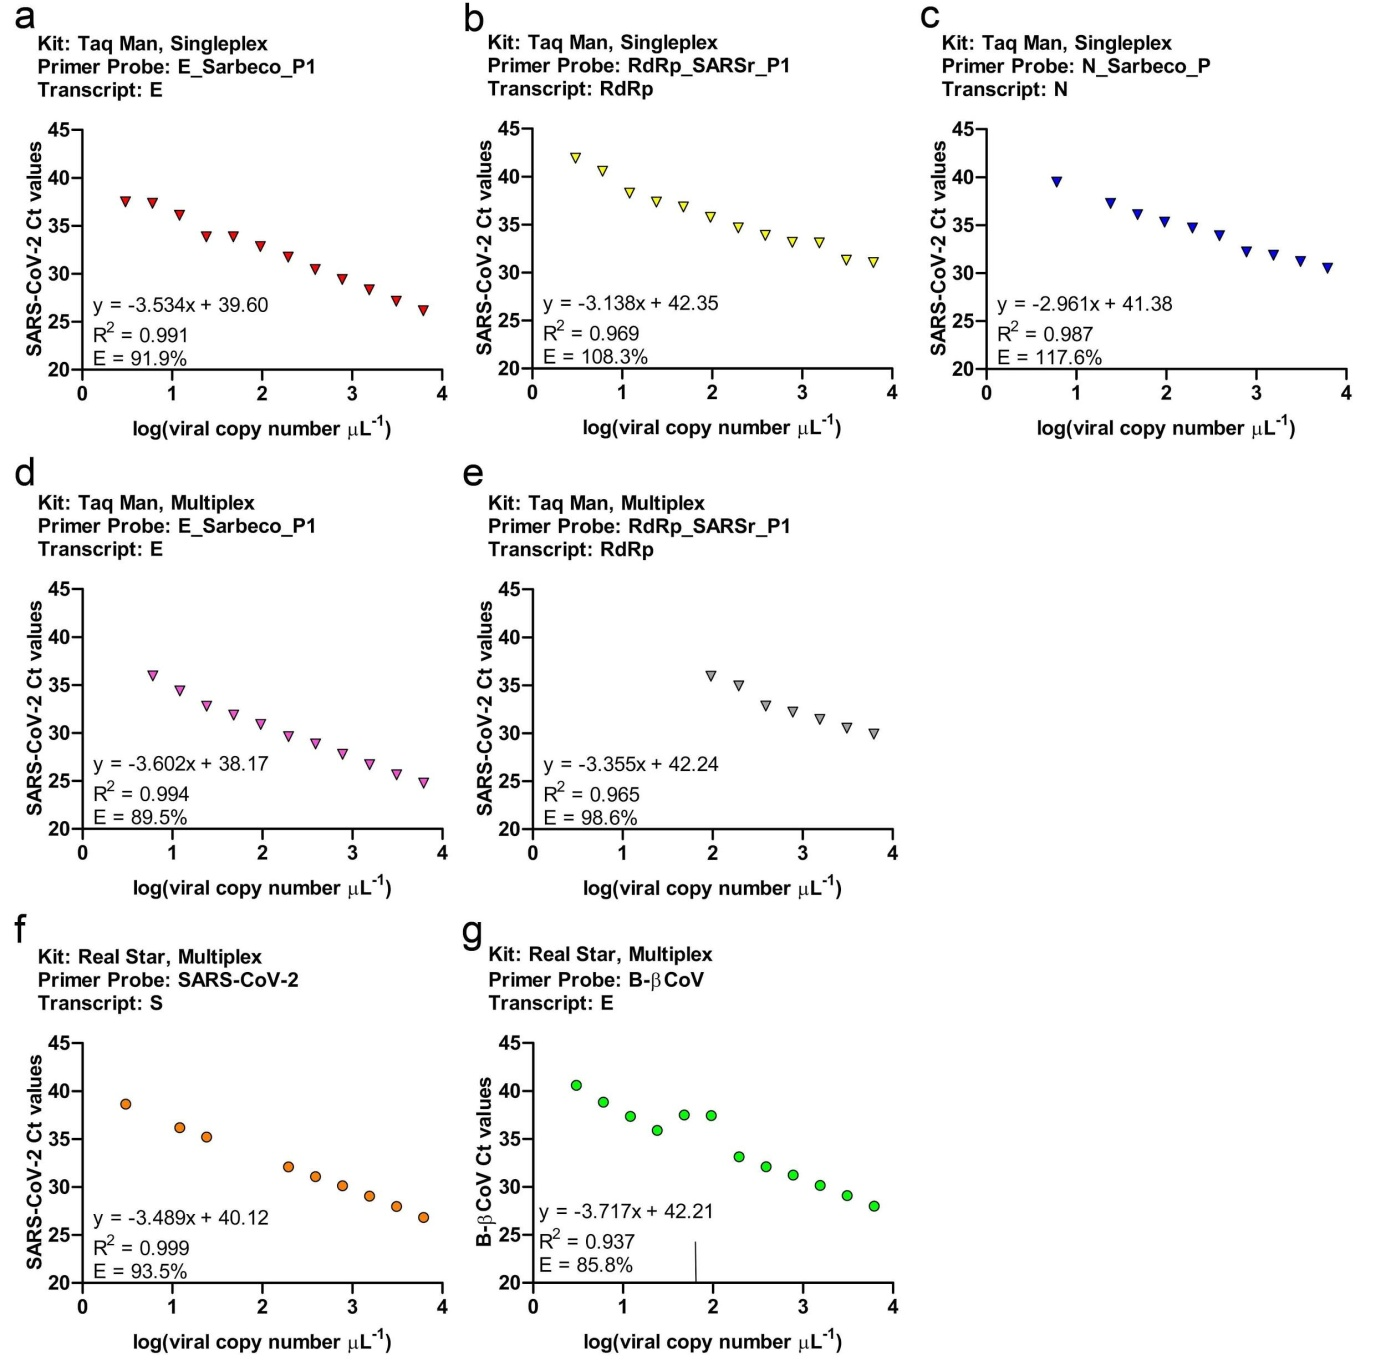 a
Kit: Taq Man, Singleplex
Primer Probe: E_Sarbeco_P1
Transcript: E
SARS-CoV-2 Ct values
45
40
35
30
25
20
y = -3.534x + 39.60
R² = 0.991
E = 91.9%
0 1 2 3 4
log(viral copy number μL⁻¹)
b
Kit: Taq Man, Singleplex
Primer Probe: RdRp_SARSr_P1
Transcript: RdRp
SARS-CoV-2 Ct values
45
40
35
30
25
20
y = -3.138x + 42.35
R² = 0.969
E = 108.3%
0 1 2 3 4
log(viral copy number μL⁻¹)
c
Kit: Taq Man, Singleplex
Primer Probe: N_Sarbeco_P
Transcript: N
SARS-CoV-2 Ct values
45
40
35
30
25
20
y = -2.961x + 41.38
R² = 0.987
E = 117.6%
0 1 2 3 4
log(viral copy number μL⁻¹)
d
Kit: Taq Man, Multiplex
Primer Probe: E_Sarbeco_P1
Transcript: E
SARS-CoV-2 Ct values
45
40
35
30
25
20
y = -3.602x + 38.17
R² = 0.994
E = 89.5%
0 1 2 3 4
log(viral copy number μL⁻¹)
e
Kit: Taq Man, Multiplex
Primer Probe: RdRp_SARSr_P1
Transcript: RdRp
SARS-CoV-2 Ct values
45
40
35
30
25
20
y = -3.355x + 42.24
R² = 0.965
E = 98.6%
0 1 2 3 4
log(viral copy number μL⁻¹)
f
Kit: Real Star, Multiplex
Primer Probe: SARS-CoV-2
Transcript: S
SARS-CoV-2 Ct values
45
40
35
30
25
20
y = -3.489x + 40.12
R² = 0.999
E = 93.5%
0 1 2 3 4
log(viral copy number μL⁻¹)
g
Kit: Real Star, Multiplex
Primer Probe: B-βCoV
Transcript: E
B-βCoV Ct values
45
40
35
30
25
20
y = -3.717x + 42.21
R² = 0.937
E = 85.8%
0 1 2 3 4
log(viral copy number μL⁻¹)